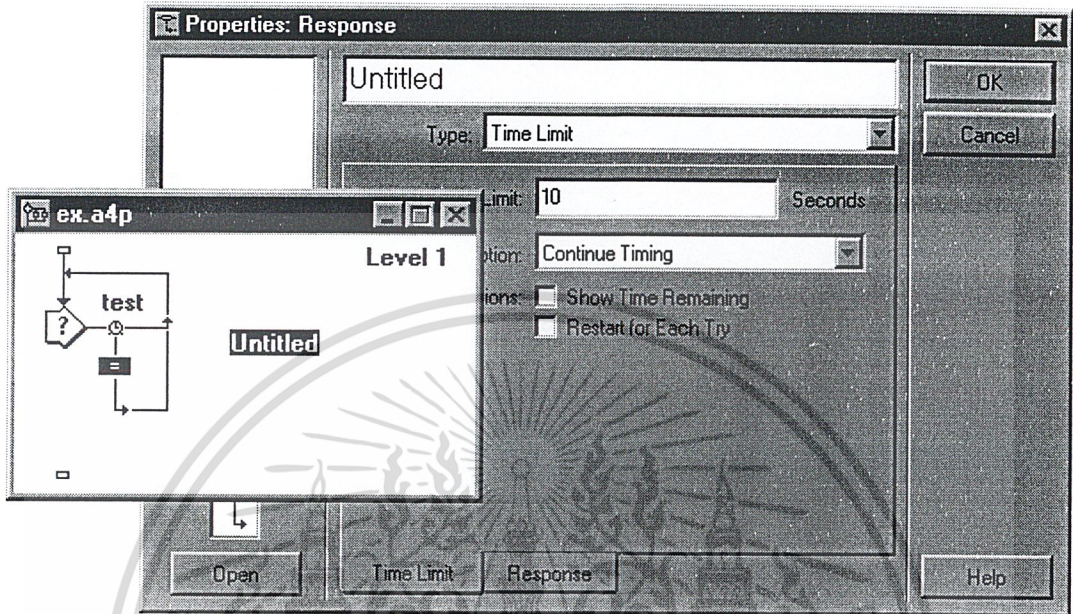 Properties: Response
Untitled
OK
Type: Time Limit
Cancel
Limit: 10 Seconds
Continue Timing
Show Time Remaining
Restart for Each Try
ex.a4p
Level 1
test
?
=
Untitled
Open
Time Limit
Response
Help